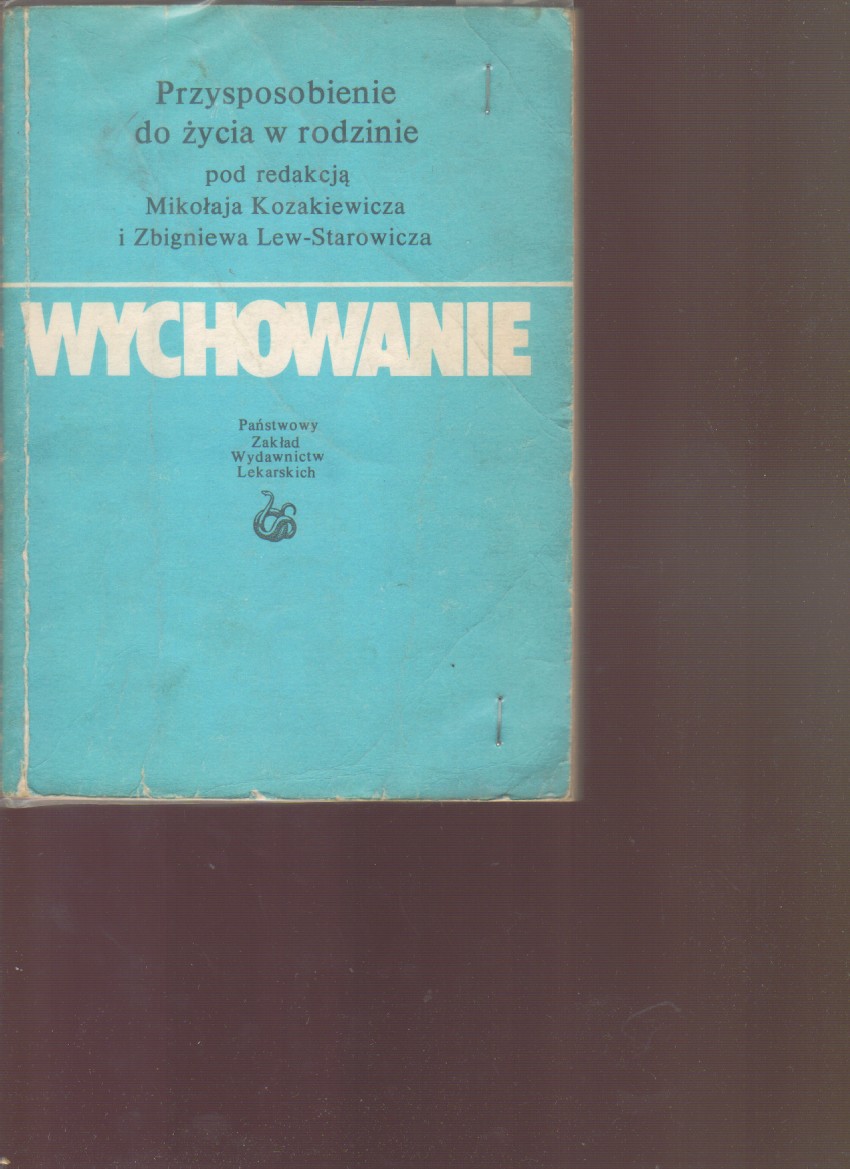 Przysposobienie
do życia w rodzinie
pod redakcją
Mikołaja Kozakiewicza
i Zbigniewa Lew-Starowicza
WYCHOWANIE
Państwowy
Zakład
Wydawnictw
Lekarskich